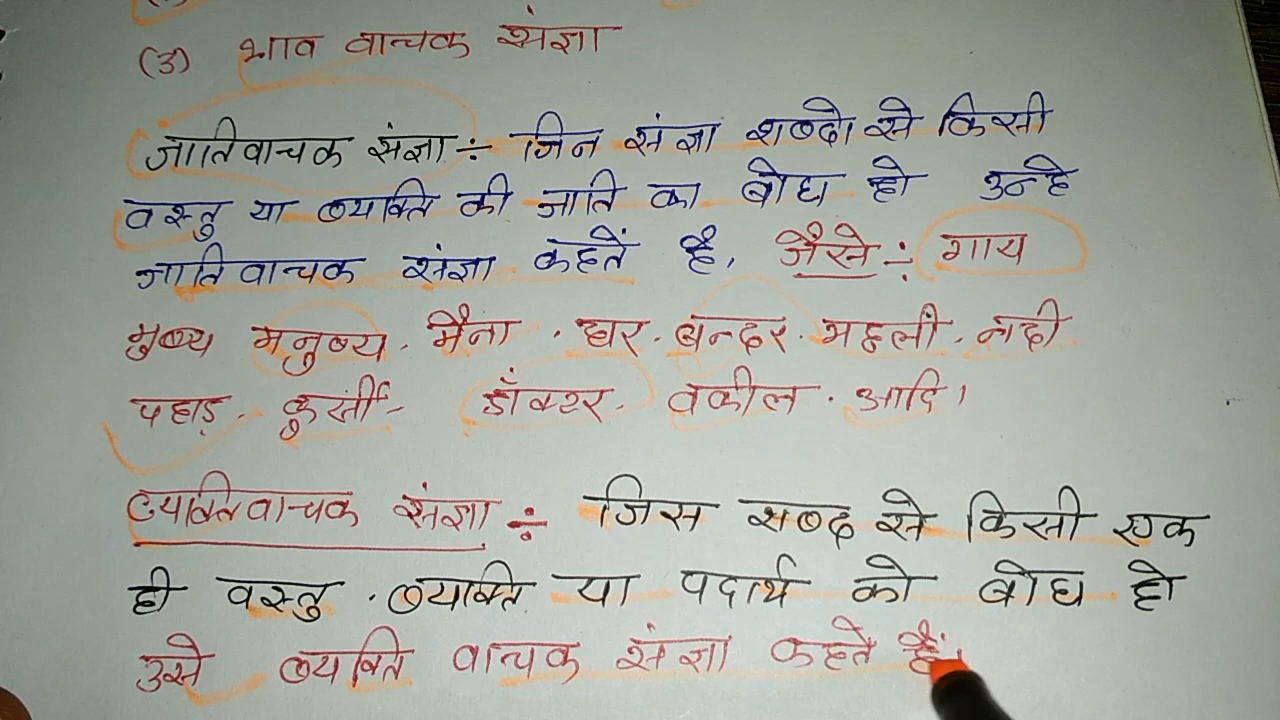 (3) भाव वाचक संज्ञा
जातिवाचक संज्ञा ÷ जिन संज्ञा शब्दो से किसी
वस्तु या व्यक्ति की जाति का बोध हो उन्हे
जातिवाचक संज्ञा कहतें है, जैसे ÷ गाय
मनुष्य . मैना . घर . बन्दर . मछली . नदी
पहाड़ . कुर्सी - डॉक्टर . वकील . आदि।
व्यक्तिवाचक संज्ञा ÷ जिस शब्द से किसी एक
ही वस्तु . व्यक्ति या पदार्थ को बोध हो
उसे व्यक्ति वाचक संज्ञा कहते हैं।